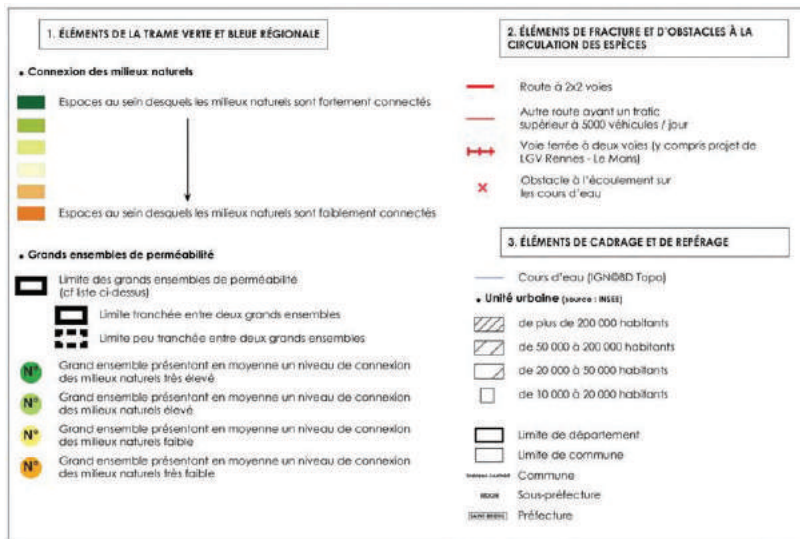 1. ÉLÉMENTS DE LA TRAME VERTE ET BLEUE RÉGIONALE
• Connexion des milieux naturels
Espaces au sein desquels les milieux naturels sont fortement connectés
Espaces au sein desquels les milieux naturels sont faiblement connectés
• Grands ensembles de perméabilité
Limite des grands ensembles de perméabilité
(cf liste ci-dessus)
Limite tranchée entre deux grands ensembles
Limite peu tranchée entre deux grands ensembles
N° Grand ensemble présentant en moyenne un niveau de connexion
des milieux naturels très élevé
N° Grand ensemble présentant en moyenne un niveau de connexion
des milieux naturels élevé
N° Grand ensemble présentant en moyenne un niveau de connexion
des milieux naturels faible
N° Grand ensemble présentant en moyenne un niveau de connexion
des milieux naturels très faible
2. ÉLÉMENTS DE FRACTURE ET D'OBSTACLES À LA
CIRCULATION DES ESPÈCES
Route à 2x2 voies
Autre route ayant un trafic
supérieur à 5000 véhicules / jour
Voie ferrée à deux voies (y compris projet de
LGV Rennes - Le Mans)
Obstacle à l'écoulement sur
les cours d'eau
3. ÉLÉMENTS DE CADRAGE ET DE REPÉRAGE
Cours d'eau (IGN©BD Topo)
• Unité urbaine (source : INSEE)
de plus de 200 000 habitants
de 50 000 à 200 000 habitants
de 20 000 à 50 000 habitants
de 10 000 à 20 000 habitants
Limite de département
Limite de commune
Commune
REDON Sous-préfecture
SAINT-BRIEUC Préfecture